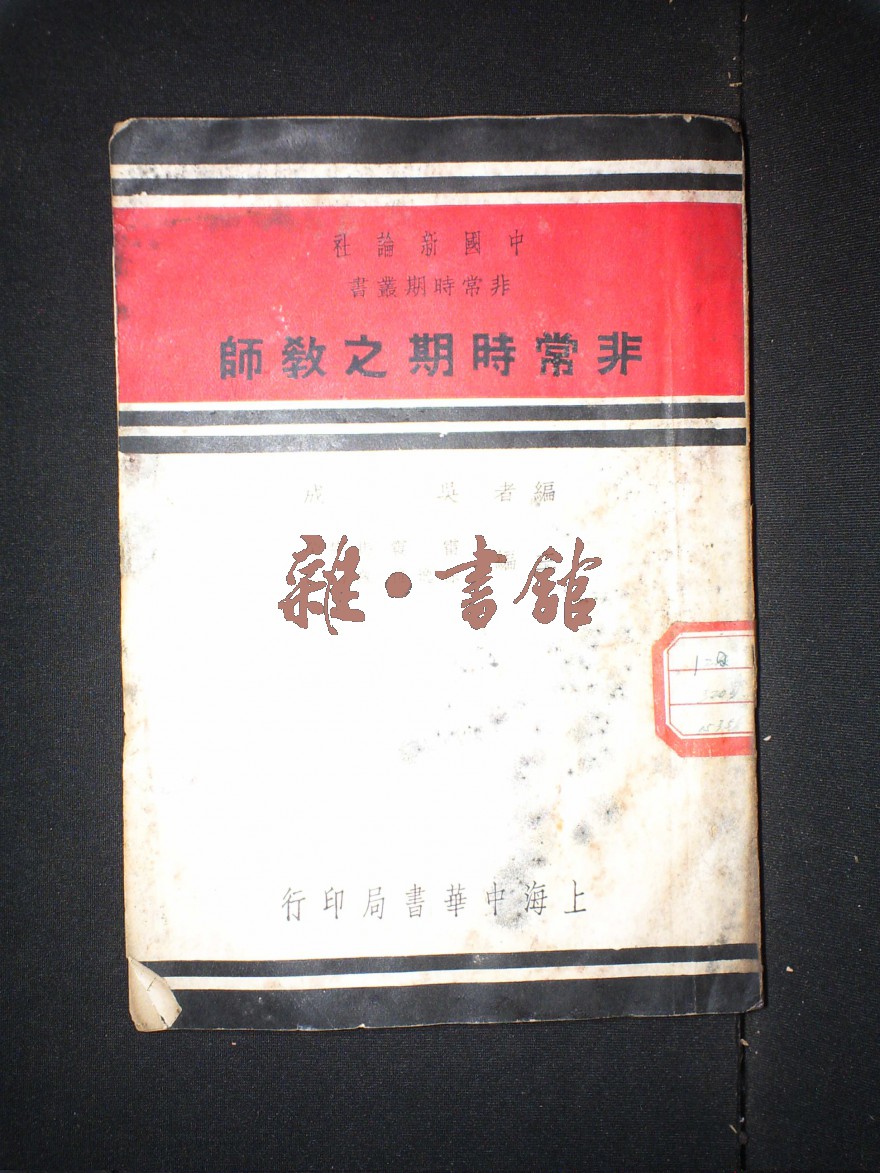 中國新論社
非常時期叢書
非常時期之教師
編者 吳 成
雜·書館
上海中華書局印行